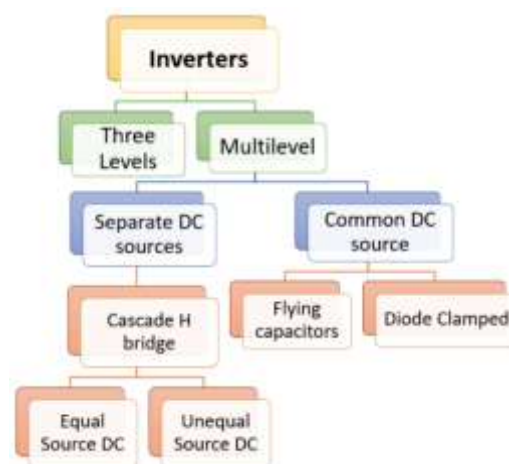 Inverters
Three
Levels
Multilevel
Separate DC
sources
Common DC
source
Cascade H
bridge
Flying
capacitors
Diode Clamped
Equal
Source DC
Unequal
Source DC